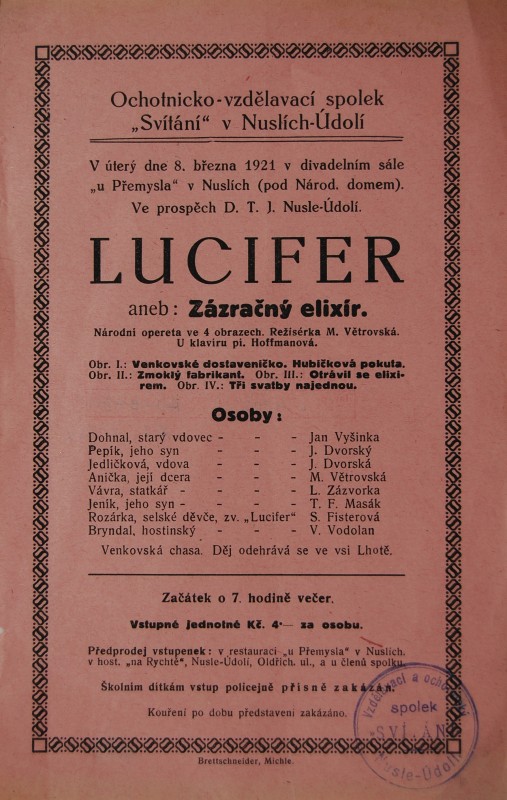 Ochotnicko-vzdělavací spolek
„Svítání" v Nuslích-Údolí
V úterý dne 8. března 1921 v divadelním sále
„u Přemysla" v Nuslích (pod Národ. domem).
Ve prospěch D. T. J. Nusle-Údolí.
LUCIFER
aneb: Zázračný elixír.
Národni opereta ve 4 obrazech. Režisérka M. Větrovská.
U klaviru pí. Hoffmanová.
Obr. I.: Venkovské dostaveníčko. Hubičková pokuta.
Obr. II.: Zmoklý fabrikant. Obr. III.: Otrávil se elixi-
rem. Obr. IV.: Tři svatby najednou.
Osoby:
Dohnal, starý vdovec - - - Jan Vyšinka
Pepík, jeho syn - - - J. Dvorský
Jedličková, vdova - - - J. Dvorská
Anička, její dcera - - - M. Větrovská
Vávra, statkář - - - - L. Zázvorka
Jeník, jeho syn - - - - T. F. Masák
Rozárka, selské děvče, zv. „Lucifer" S. Fisterová
Bryndal, hostinský - - - V. Vodolan
Venkovská chasa. Děj odehrává se ve vsi Lhotě.
Začátek o 7. hodině večer.
Vstupné jednotné Kč. 4·— za osobu.
Předprodej vstupenek: v restauraci „u Přemysla" v Nuslích.
v host. „na Rychtě", Nusle-Údolí, Oldřich. ul., a u členů spolku.
Školním dítkám vstup policejně přísně zakázán.
Kouření po dobu představení zakázáno.
Vzdělávací a ochotnický
spolek
"SVÍTÁNÍ"
Nusle-Údolí
Brettschneider, Michle.